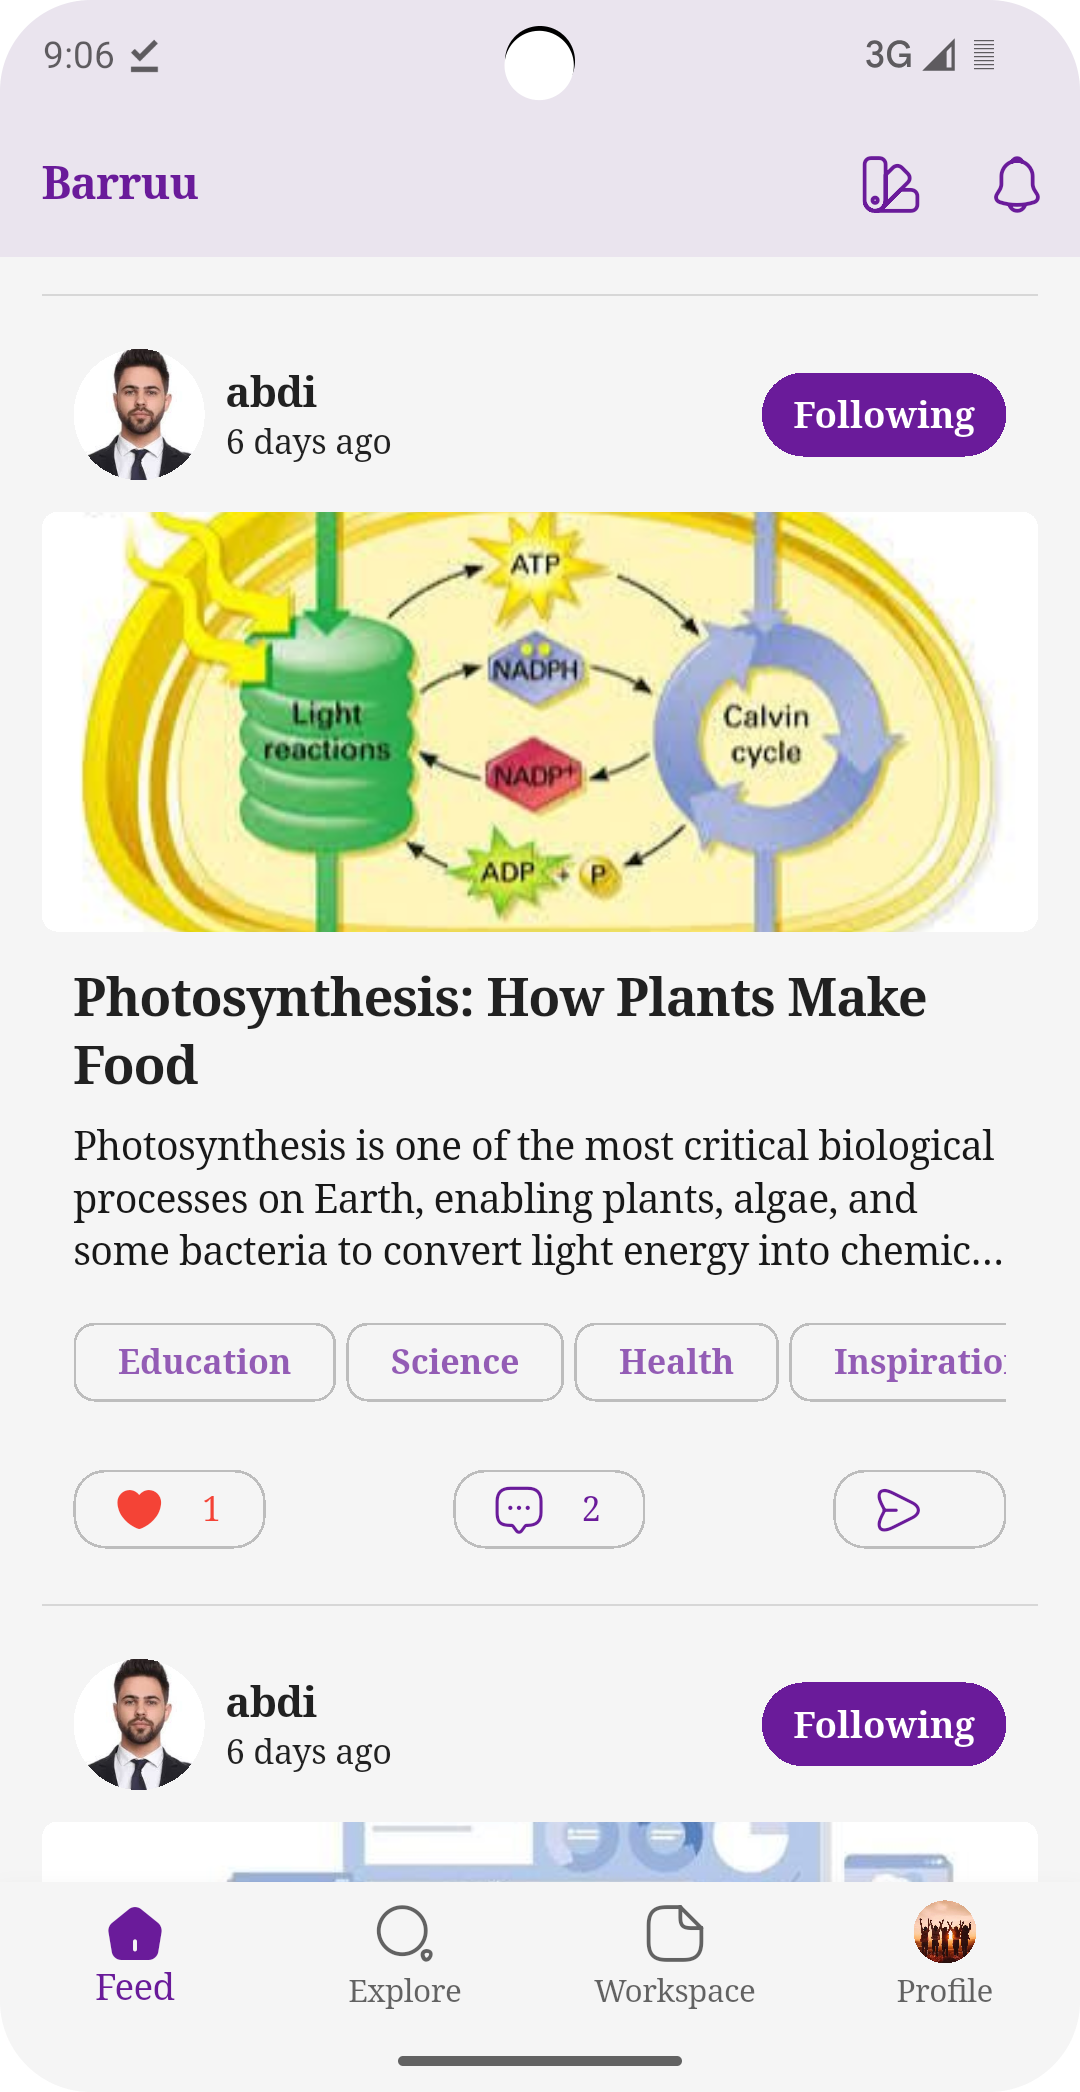 9:06
3G
Barruu
abdi
6 days ago
Following
ATP
NADPH
Light
reactions
Calvin
cycle
NADP+
ADP + P
Photosynthesis: How Plants Make
Food
Photosynthesis is one of the most critical biological
processes on Earth, enabling plants, algae, and
some bacteria to convert light energy into chemic...
Education
Science
Health
Inspiratio
1
2
abdi
6 days ago
Following
Feed
Explore
Workspace
Profile